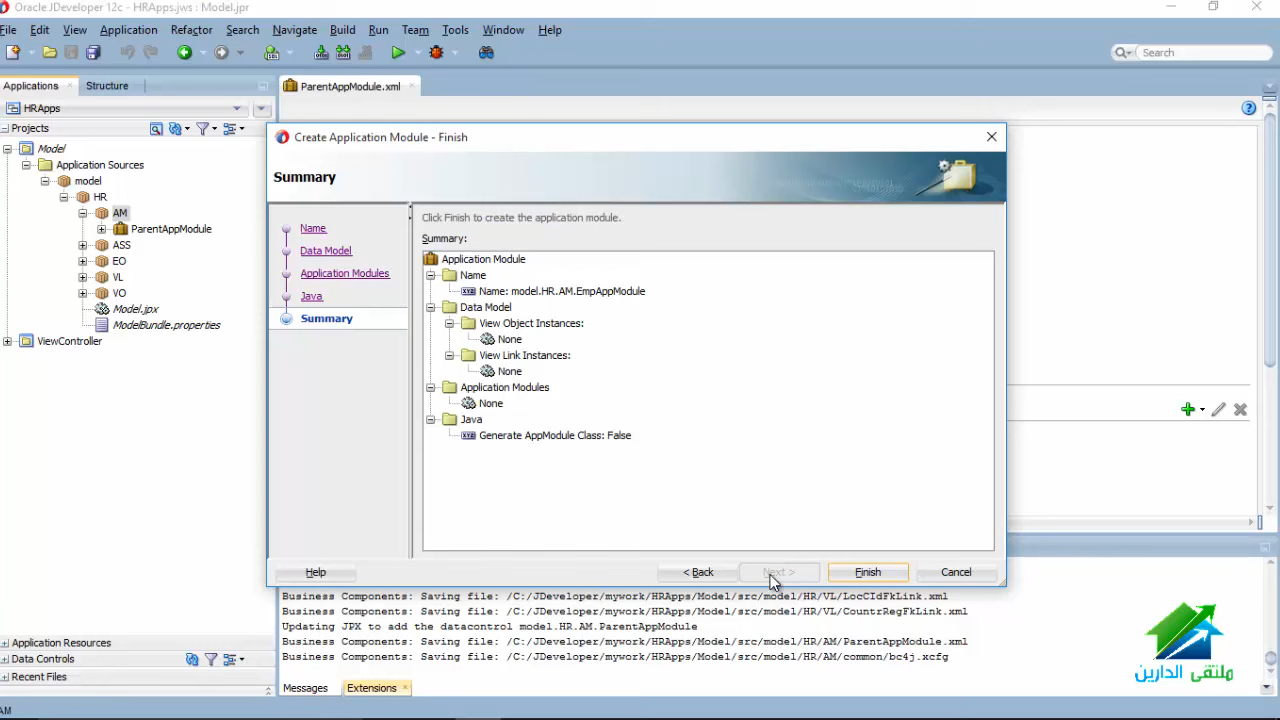 Oracle JDeveloper 12c - HRApps.jws : Model.jpr
File Edit View Application Refactor Search Navigate Build Run Team Tools Window Help
Search
Applications Structure ParentAppModule.xml
HRApps
Projects
Model
Application Sources
model
HR
AM
ParentAppModule
ASS
EO
VL
VO
Model.jpx
ModelBundle.properties
ViewController
Application Resources
Data Controls
Recent Files
Create Application Module - Finish
Summary
Name
Data Model
Application Modules
Java
Summary
Click Finish to create the application module.
Summary:
Application Module
Name
Name: model.HR.AM.EmpAppModule
Data Model
View Object Instances:
None
View Link Instances:
None
Application Modules
None
Java
Generate AppModule Class: False
Help < Back Next > Finish Cancel
Business Components: Saving file: /C:/JDeveloper/mywork/HRApps/Model/src/model/HR/VL/LocCIdFkLink.xml
Business Components: Saving file: /C:/JDeveloper/mywork/HRApps/Model/src/model/HR/VL/CountrRegFkLink.xml
Updating JPX to add the datacontrol model.HR.AM.ParentAppModule
Business Components: Saving file: /C:/JDeveloper/mywork/HRApps/Model/src/model/HR/AM/ParentAppModule.xml
Business Components: Saving file: /C:/JDeveloper/mywork/HRApps/Model/src/model/HR/AM/common/bc4j.xcfg
Messages Extensions
ملتقى الدارين
AM